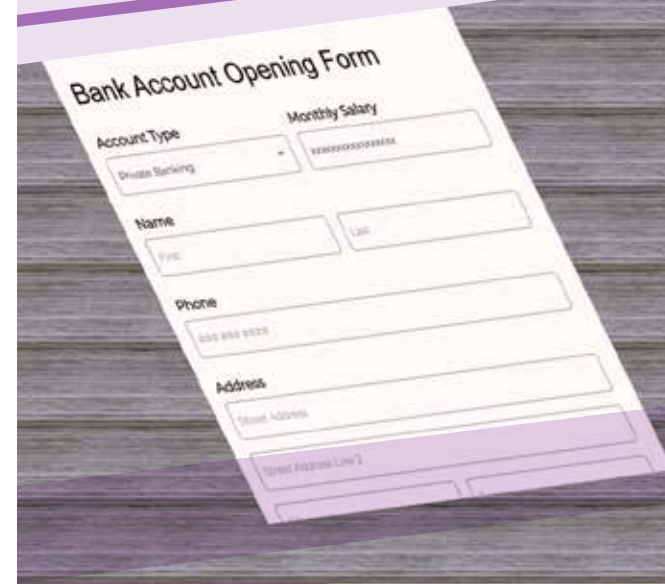 Bank Account Opening Form
Account Type
Monthly Salary
Private Banking
Name
First
Last
Phone
### ### ####
Address
Street Address
Street Address Line 2